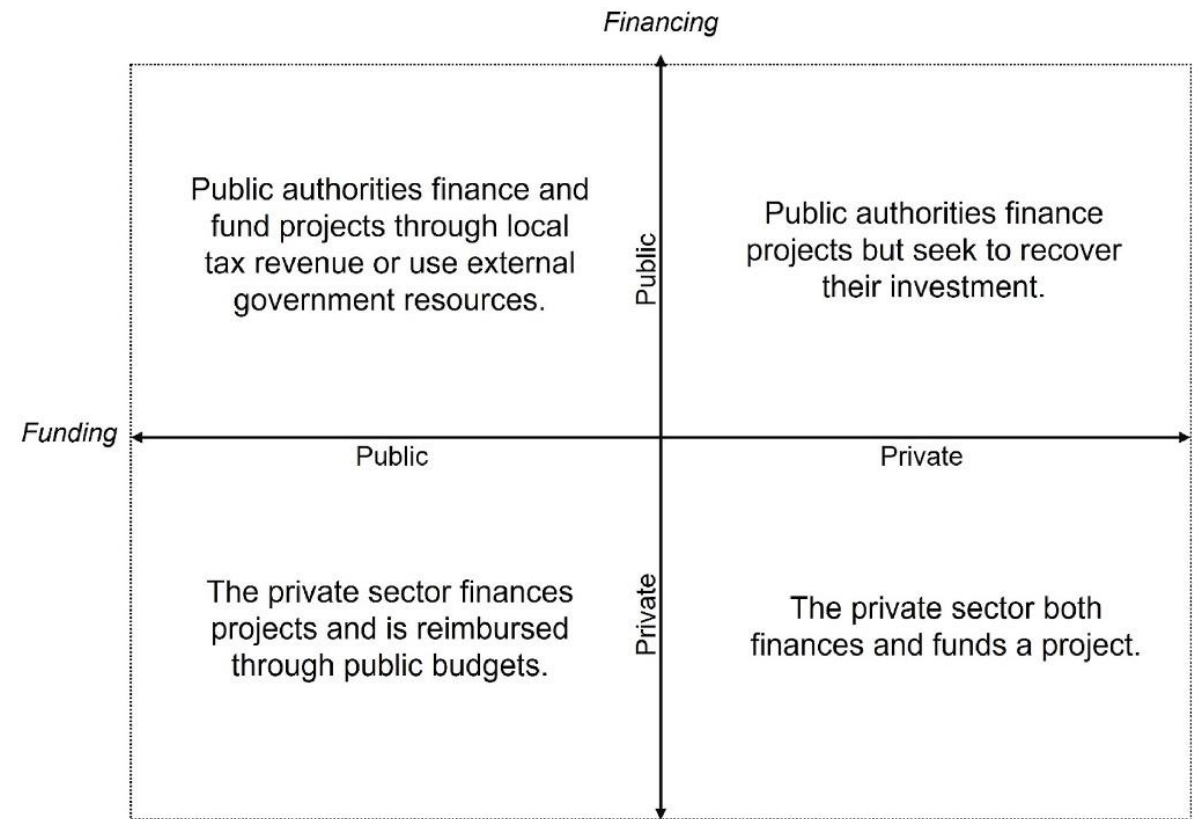 Financing
Public authorities finance and
fund projects through local
tax revenue or use external
government resources.
Public
Public authorities finance
projects but seek to recover
their investment.
Funding
Public
Private
The private sector finances
projects and is reimbursed
through public budgets.
Private
The private sector both
finances and funds a project.